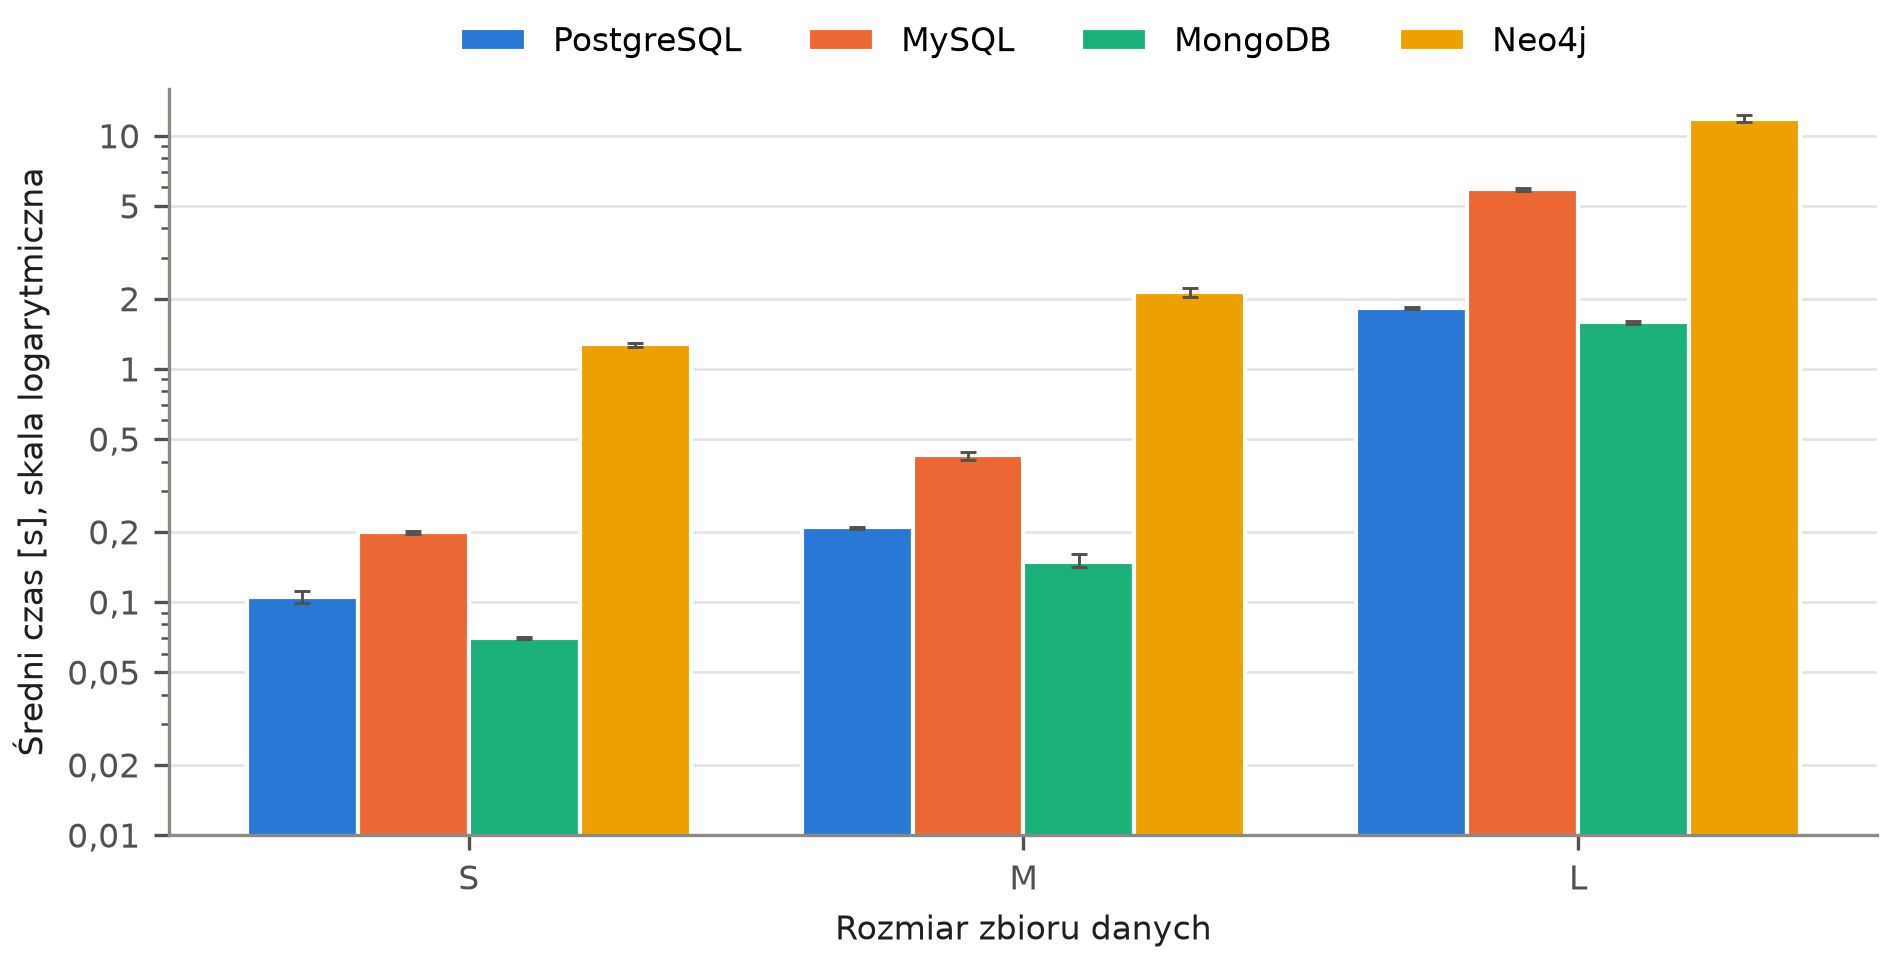 PostgreSQL MySQL MongoDB Neo4j
Średni czas [s], skala logarytmiczna
10
5
2
1
0,5
0,2
0,1
0,05
0,02
0,01
S M L
Rozmiar zbioru danych